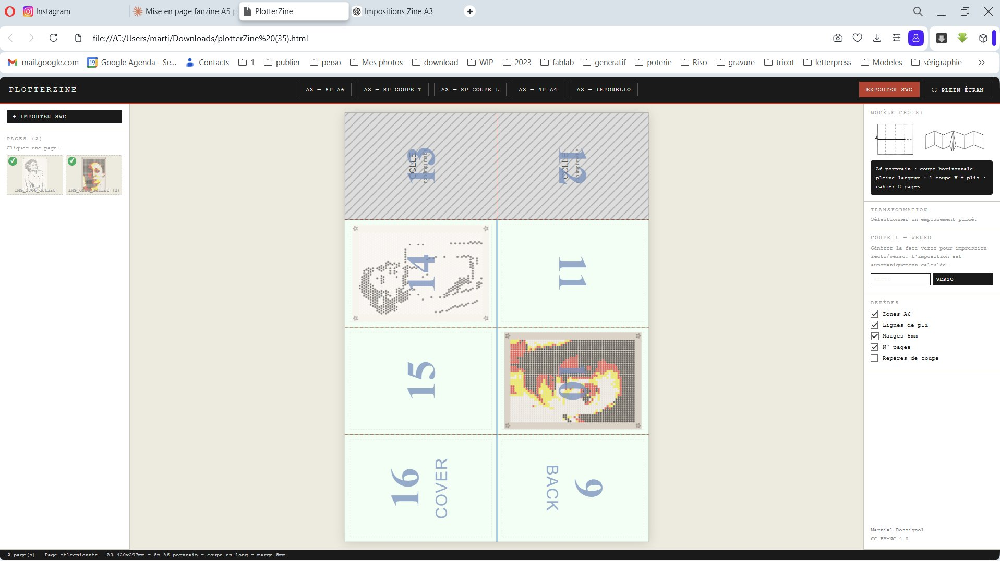 Instagram
Mise en page fanzine A5 p
PlotterZine
Impositions Zine A3
file:///C:/Users/marti/Downloads/plotterZine%20(35).html
mail.google.com
19
Google Agenda - Se...
Contacts
1
publier
perso
Mes photos
download
WIP
2023
fablab
generatif
poterie
Riso
gravure
tricot
letterpress
Modeles
sérigraphie
PLOTTERZINE
A3 — 8P A6
A3 — 8P COUPE T
A3 — 8P COUPE L
A3 — 4P A4
A3 — LEPORELLO
EXPORTER SVG
PLEIN ÉCRAN
+ IMPORTER SVG
PAGES (2)
Cliquer une page.
IMG_2566_dotart
dotart (2)
13
COLLE
non imprimable
12
COLLE
non imprimable
14
11
15
10
16
COVER
BACK
9
MODÈLE CHOISI
A6 portrait · coupe horizontale
pleine largeur · 1 coupe H + plis ·
cahier 8 pages
TRANSFORMATION
Sélectionner un emplacement placé.
COUPE L — VERSO
Générer la face verso pour impression
recto/verso. L'imposition est
automatiquement calculée.
VERSO
REPÈRES
Zones A6
Lignes de pli
Marges 5mm
N° pages
Repères de coupe
Martial Rossignol
CC BY-NC 4.0
2 page(s)
Page sélectionnée
A3 420x297mm — 8p A6 portrait — coupe en long — marge 5mm